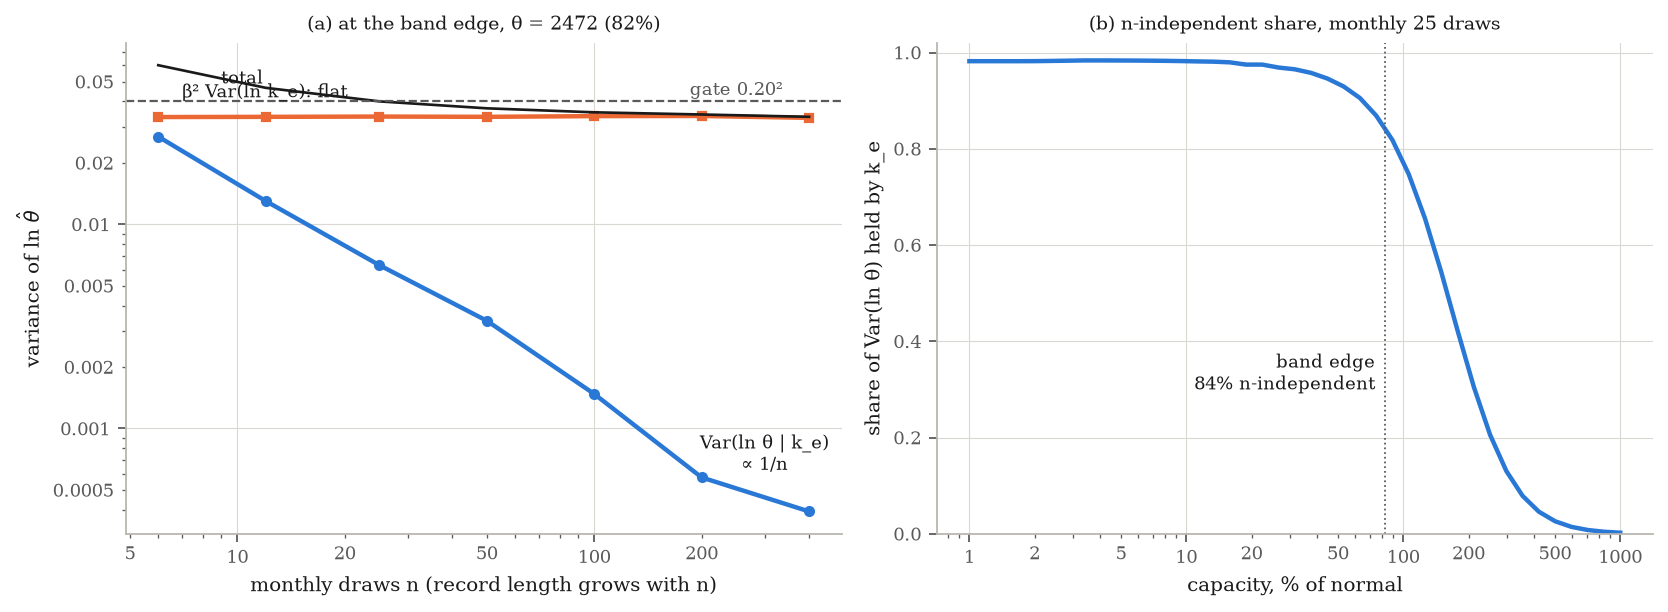 (a) at the band edge, θ = 2472 (82%)
variance of ln θ̂
0.05
0.02
0.01
0.005
0.002
0.001
0.0005
total
β² Var(ln k_e): flat
gate 0.20²
Var(ln θ | k_e)
∝ 1/n
5
10
20
50
100
200
monthly draws n (record length grows with n)
(b) n-independent share, monthly 25 draws
share of Var(ln θ) held by k_e
1.0
0.8
0.6
0.4
0.2
0.0
band edge
84% n-independent
1
2
5
10
20
50
100
200
500
1000
capacity, % of normal